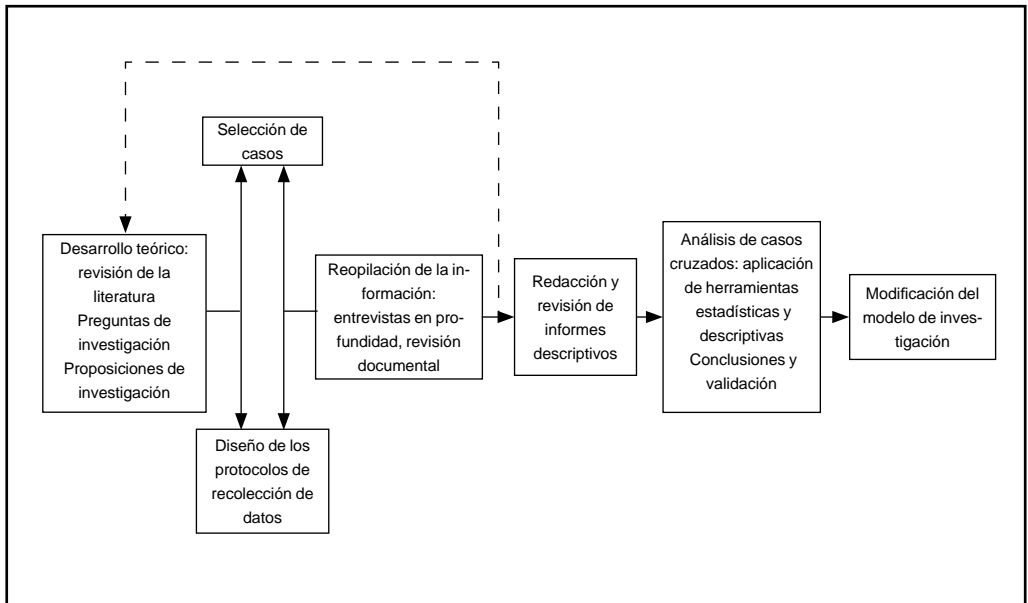 Selección de
casos
Desarrollo teórico:
revisión de la
literatura
Preguntas de
investigación
Proposiciones de
investigación
Reopilación de la in-
formación:
entrevistas en pro-
fundidad, revisión
documental
Redacción y
revisión de
informes
descriptivos
Análisis de casos
cruzados: aplicación
de herramientas
estadísticas y
descriptivas
Conclusiones y
validación
Modificación del
modelo de inves-
tigación
Diseño de los
protocolos de
recolección de
datos